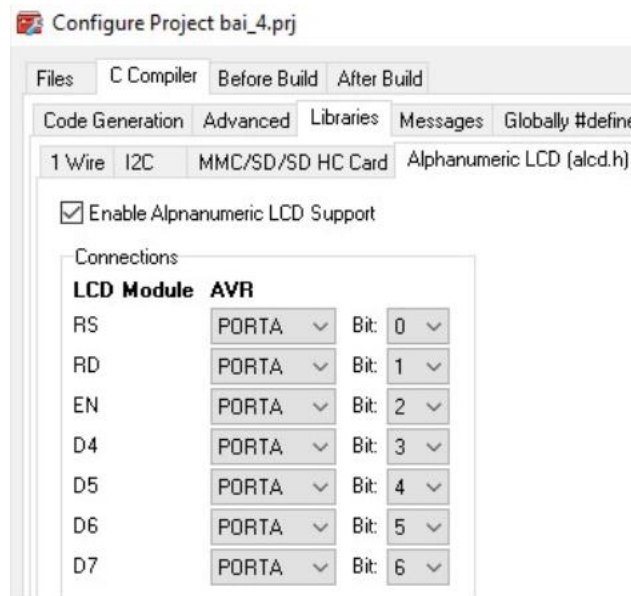 Configure Project bai_4.prj
Files C Compiler Before Build After Build
Code Generation Advanced Libraries Messages Globally #define
1 Wire I2C MMC/SD/SD HC Card Alphanumeric LCD (alcd.h)
Enable Alpnanumeric LCD Support
Connections
LCD Module AVR
RS PORTA Bit: 0
RD PORTA Bit: 1
EN PORTA Bit: 2
D4 PORTA Bit: 3
D5 PORTA Bit: 4
D6 PORTA Bit: 5
D7 PORTA Bit: 6